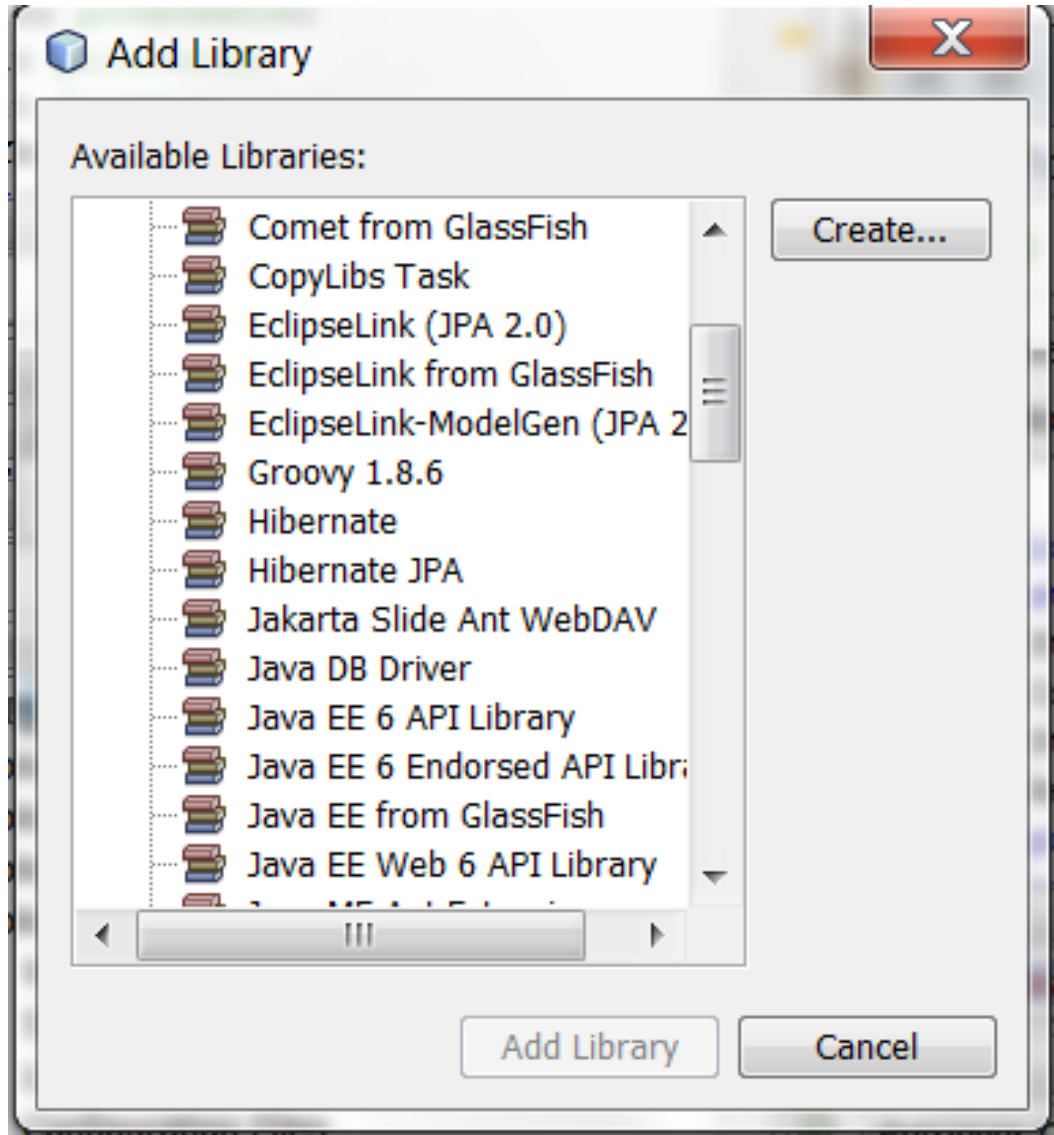 Add Library
Available Libraries:
Comet from GlassFish
Create...
CopyLibs Task
EclipseLink (JPA 2.0)
EclipseLink from GlassFish
EclipseLink-ModelGen (JPA 2
Groovy 1.8.6
Hibernate
Hibernate JPA
Jakarta Slide Ant WebDAV
Java DB Driver
Java EE 6 API Library
Java EE 6 Endorsed API Libra
Java EE from GlassFish
Java EE Web 6 API Library
Add Library
Cancel